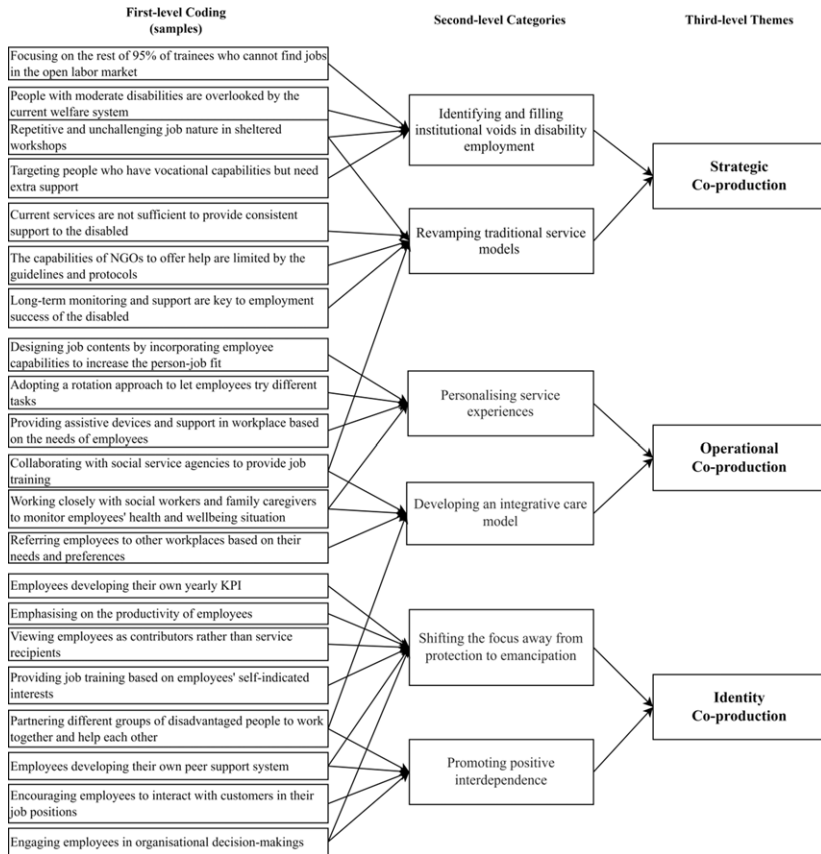 First-level Coding
(samples)
Second-level Categories
Third-level Themes
Focusing on the rest of 95% of trainees who cannot find jobs
in the open labor market
People with moderate disabilities are overlooked by the
current welfare system
Repetitive and unchallenging job nature in sheltered
workshops
Targeting people who have vocational capabilities but need
extra support
Current services are not sufficient to provide consistent
support to the disabled
The capabilities of NGOs to offer help are limited by the
guidelines and protocols
Long-term monitoring and support are key to employment
success of the disabled
Designing job contents by incorporating employee
capabilities to increase the person-job fit
Adopting a rotation approach to let employees try different
tasks
Providing assistive devices and support in workplace based
on the needs of employees
Collaborating with social service agencies to provide job
training
Working closely with social workers and family caregivers
to monitor employees' health and wellbeing situation
Referring employees to other workplaces based on their
needs and preferences
Employees developing their own yearly KPI
Emphasising on the productivity of employees
Viewing employees as contributors rather than service
recipients
Providing job training based on employees' self-indicated
interests
Partnering different groups of disadvantaged people to work
together and help each other
Employees developing their own peer support system
Encouraging employees to interact with customers in their
job positions
Engaging employees in organisational decision-makings
Identifying and filling
institutional voids in disability
employment
Revamping traditional service
models
Personalising service
experiences
Developing an integrative care
model
Shifting the focus away from
protection to emancipation
Promoting positive
interdependence
Strategic
Co-production
Operational
Co-production
Identity
Co-production